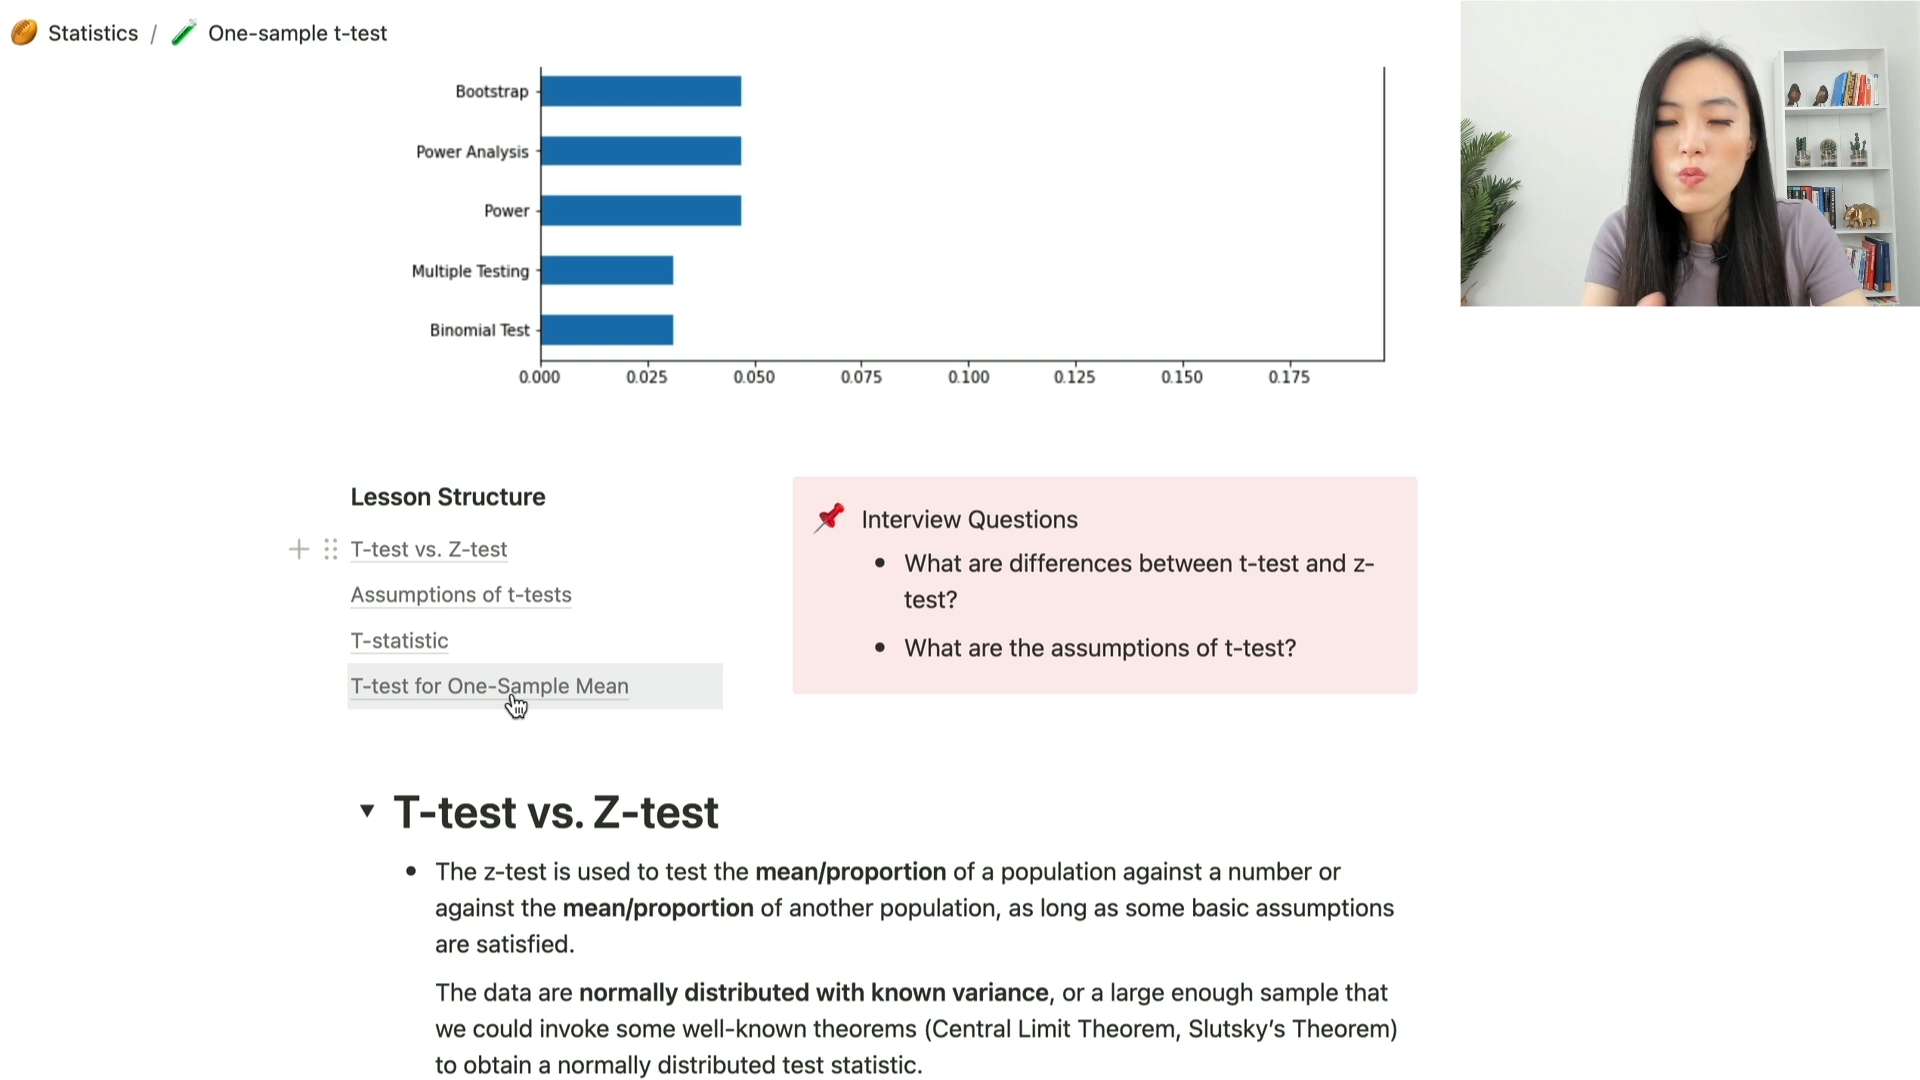 Statistics / One-sample t-test
Bootstrap
Power Analysis
Power
Multiple Testing
Binomial Test
0.000 0.025 0.050 0.075 0.100 0.125 0.150 0.175
Lesson Structure
T-test vs. Z-test
Assumptions of t-tests
T-statistic
T-test for One-Sample Mean
Interview Questions
• What are differences between t-test and z-
test?
• What are the assumptions of t-test?
T-test vs. Z-test
• The z-test is used to test the mean/proportion of a population against a number or
against the mean/proportion of another population, as long as some basic assumptions
are satisfied.
The data are normally distributed with known variance, or a large enough sample that
we could invoke some well-known theorems (Central Limit Theorem, Slutsky’s Theorem)
to obtain a normally distributed test statistic.